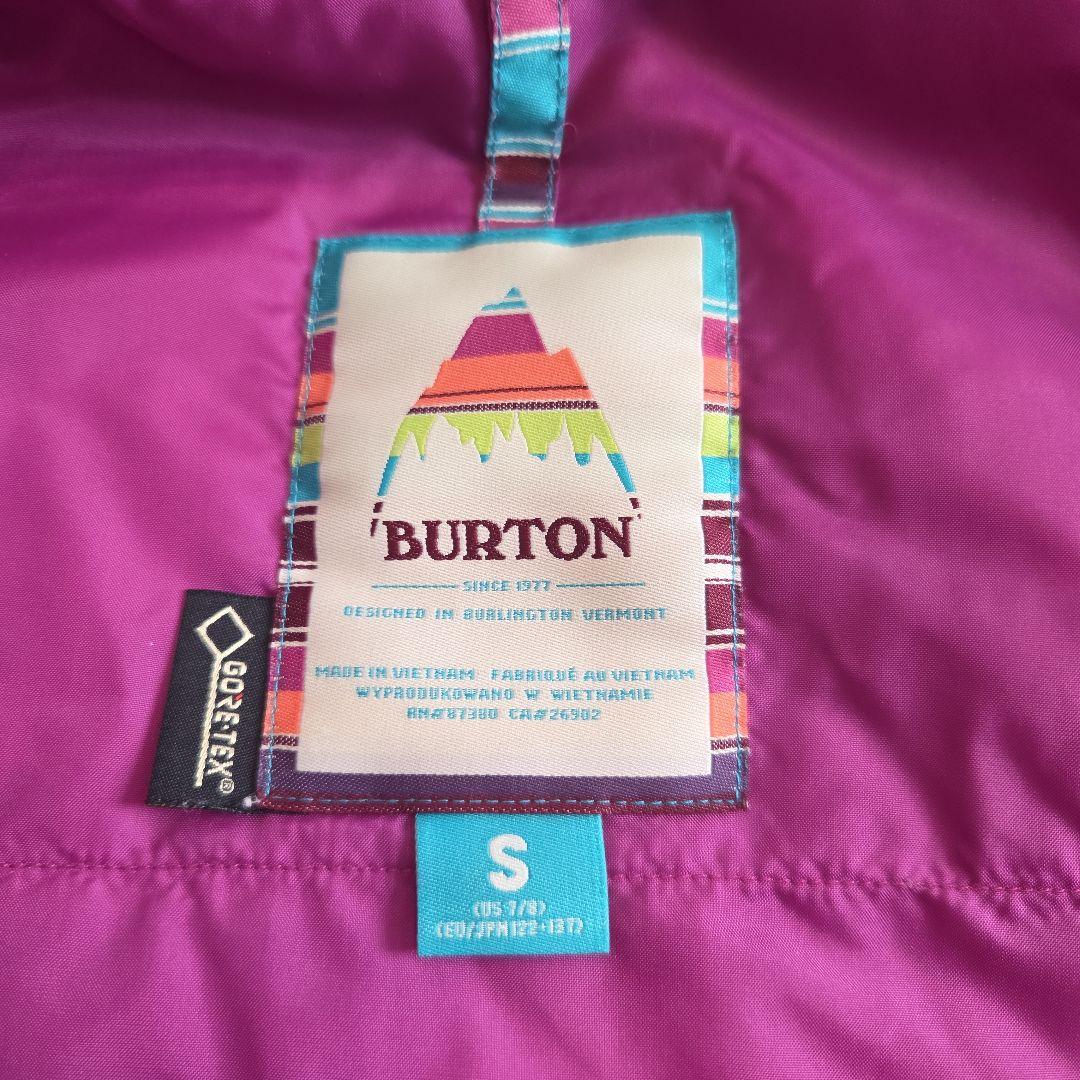 'BURTON'
SINCE 1977
DESIGNED IN BURLINGTON VERMONT
MADE IN VIETNAM FABRIQUÉ AU VIETNAM
WYPRODUKOWANO W WIETNAMIE
RN#87380 CA#26902
GORE-TEX®
S
(US 7/8)
(EU/JPN 122-137)